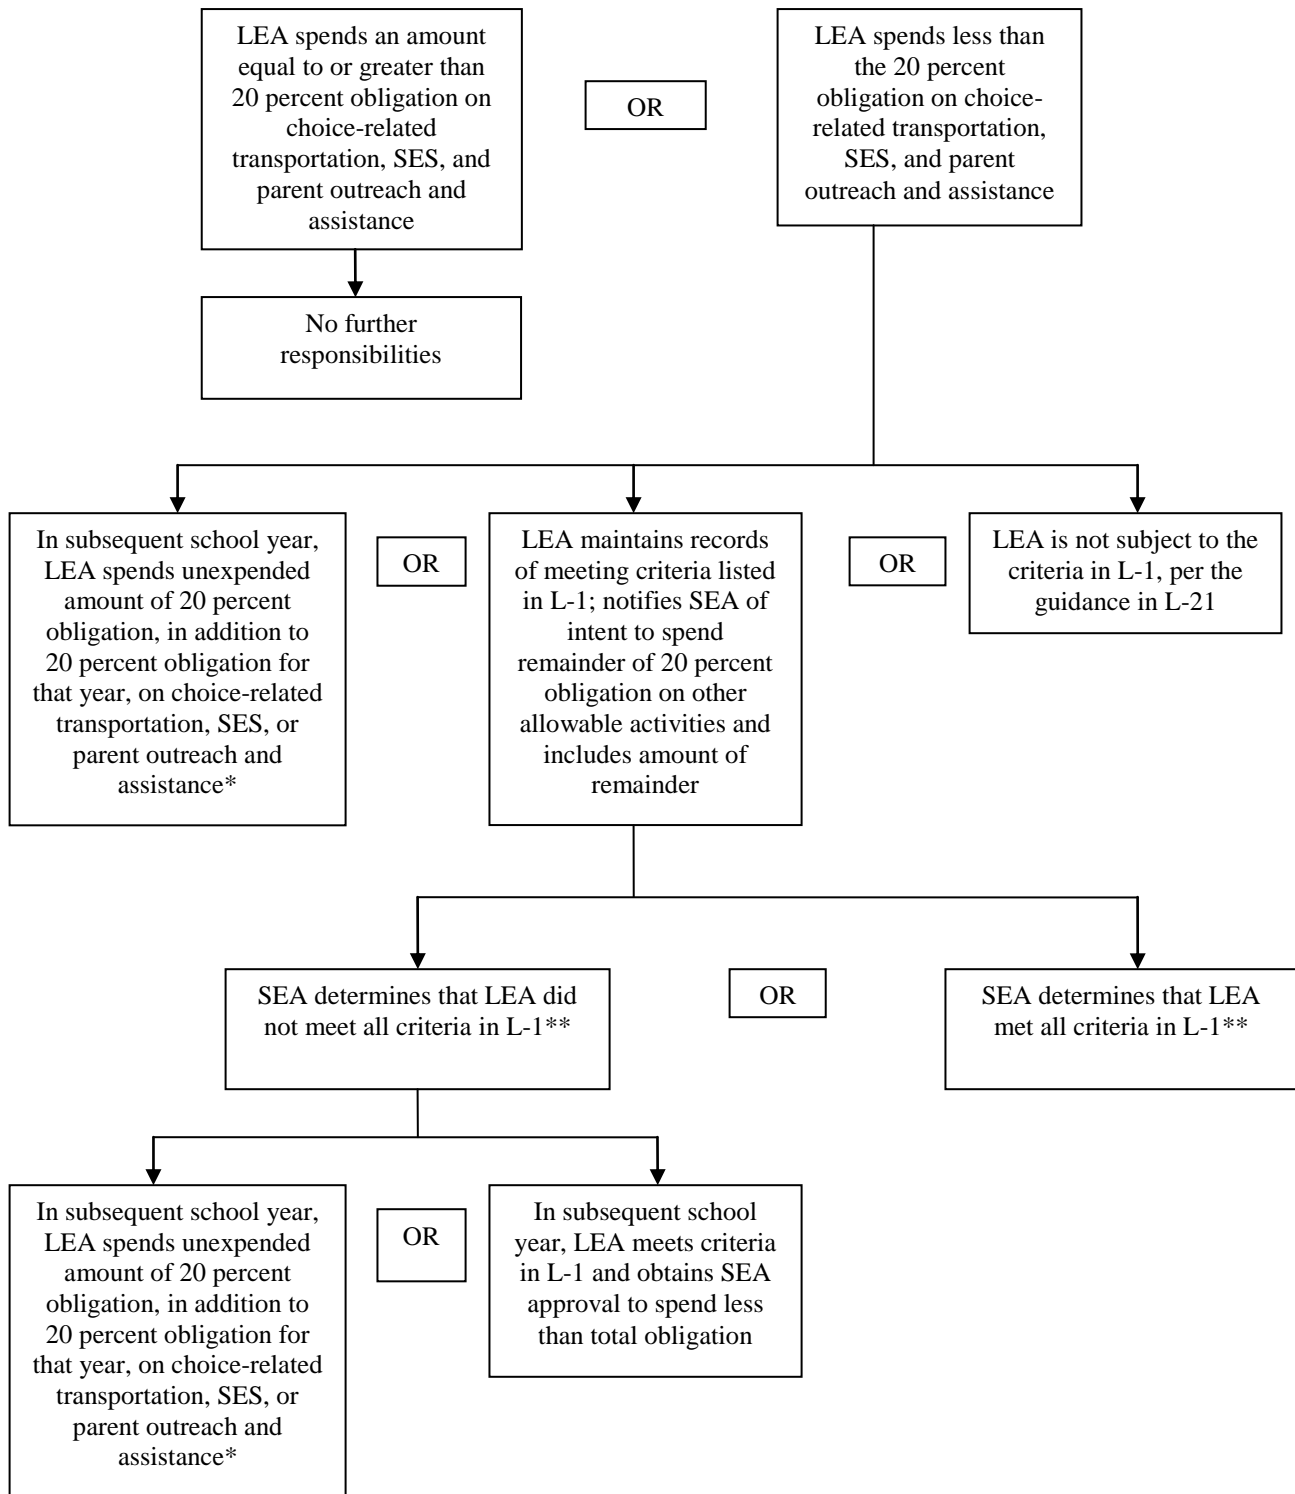 LEA spends an amount
equal to or greater than
20 percent obligation on
choice-related
transportation, SES, and
parent outreach and
assistance
OR
LEA spends less than
the 20 percent
obligation on choice-
related transportation,
SES, and parent
outreach and assistance
No further
responsibilities
In subsequent school year,
LEA spends unexpended
amount of 20 percent
obligation, in addition to
20 percent obligation for
that year, on choice-related
transportation, SES, or
parent outreach and
assistance*
OR
LEA maintains records
of meeting criteria listed
in L-1; notifies SEA of
intent to spend
remainder of 20 percent
obligation on other
allowable activities and
includes amount of
remainder
OR
LEA is not subject to the
criteria in L-1, per the
guidance in L-21
SEA determines that LEA did
not meet all criteria in L-1**
OR
SEA determines that LEA
met all criteria in L-1**
In subsequent school year,
LEA spends unexpended
amount of 20 percent
obligation, in addition to
20 percent obligation for
that year, on choice-related
transportation, SES, or
parent outreach and
assistance*
OR
In subsequent school
year, LEA meets criteria
in L-1 and obtains SEA
approval to spend less
than total obligation